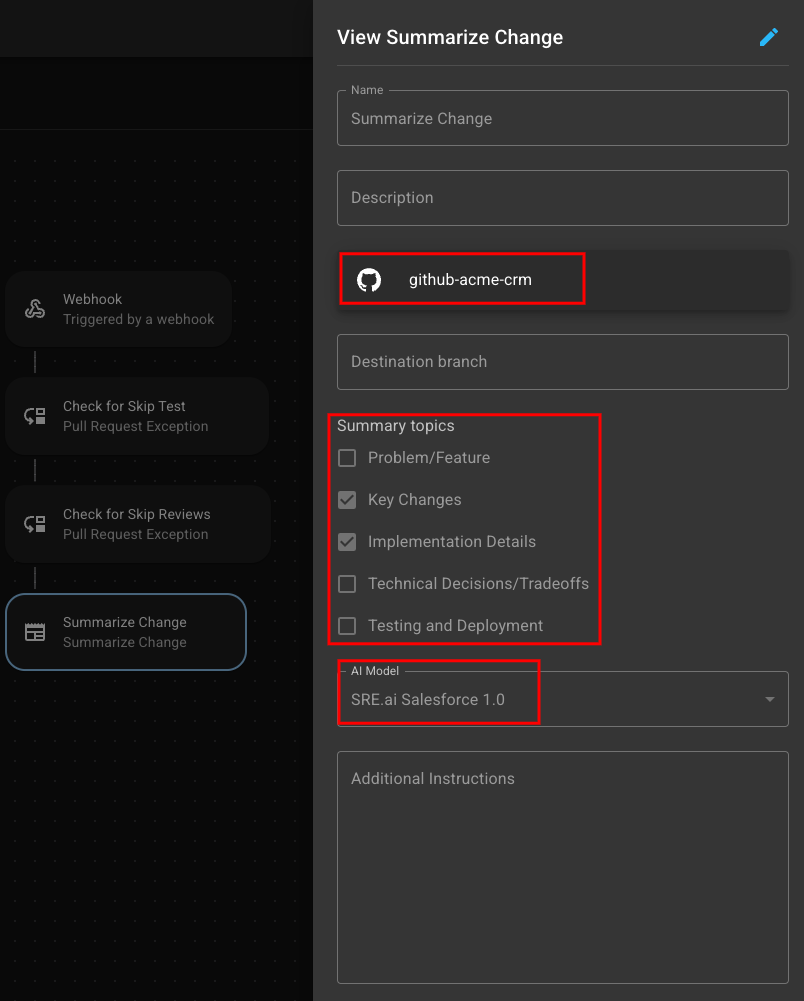 View Summarize Change
Name
Summarize Change
Description
github-acme-crm
Destination branch
Summary topics
Problem/Feature
Key Changes
Implementation Details
Technical Decisions/Tradeoffs
Testing and Deployment
AI Model
SRE.ai Salesforce 1.0
Additional Instructions
Webhook
Triggered by a webhook
Check for Skip Test
Pull Request Exception
Check for Skip Reviews
Pull Request Exception
Summarize Change
Summarize Change